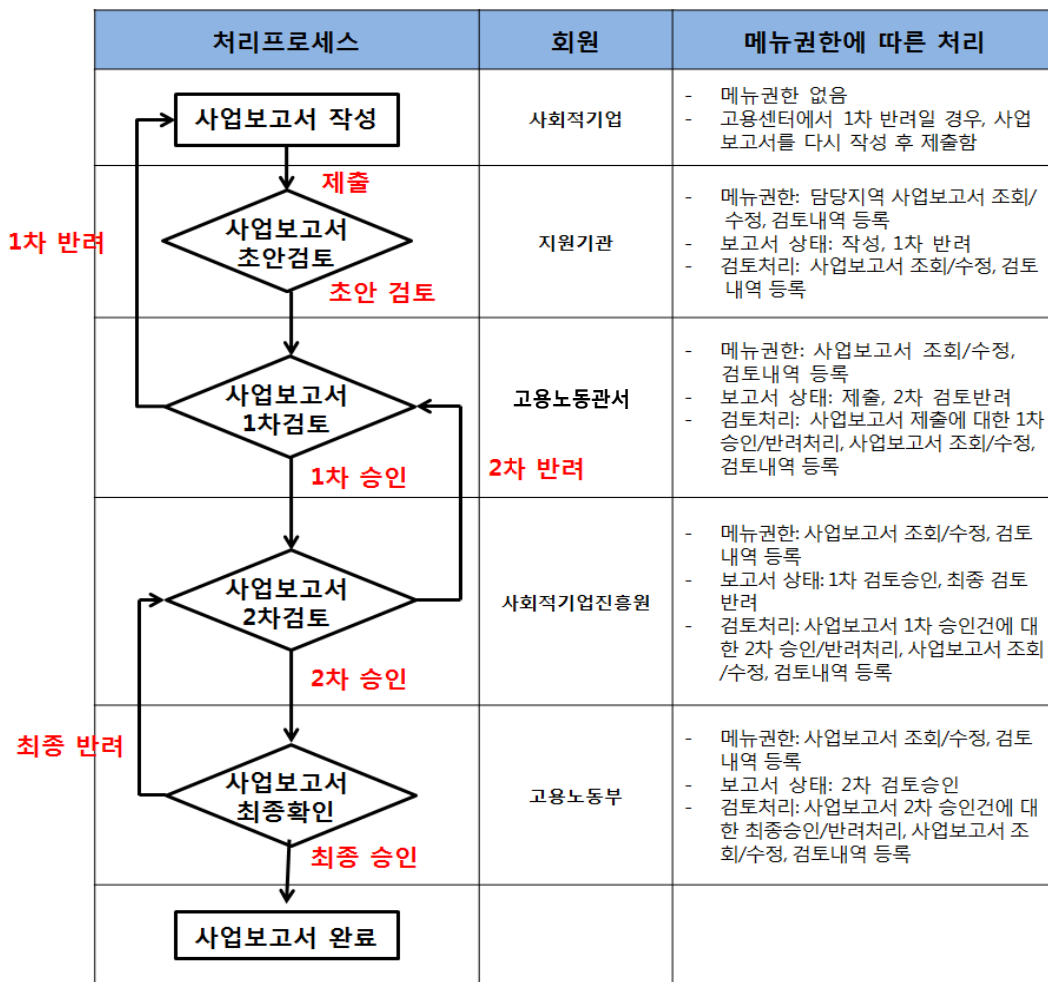 처리프로세스 회원 메뉴권한에 따른 처리
사업보고서 작성
사회적기업
- 메뉴권한 없음
- 고용센터에서 1차 반려일 경우, 사업
보고서를 다시 작성 후 제출함
제출
1차 반려
사업보고서
초안검토
초안 검토
지원기관
- 메뉴권한: 담당지역 사업보고서 조회/
수정, 검토내역 등록
- 보고서 상태: 작성, 1차 반려
- 검토처리: 사업보고서 조회/수정, 검토
내역 등록
사업보고서
1차검토
1차 승인
2차 반려
고용노동관서
- 메뉴권한: 사업보고서 조회/수정,
검토내역 등록
- 보고서 상태: 제출, 2차 검토반려
- 검토처리: 사업보고서 제출에 대한 1차
승인/반려처리, 사업보고서 조회/수정,
검토내역 등록
사업보고서
2차검토
2차 승인
사회적기업진흥원
- 메뉴권한: 사업보고서 조회/수정, 검토
내역 등록
- 보고서 상태: 1차 검토승인, 최종 검토
반려
- 검토처리: 사업보고서 1차 승인건에 대
한 2차 승인/반려처리, 사업보고서 조회
/수정, 검토내역 등록
최종 반려
사업보고서
최종확인
최종 승인
고용노동부
- 메뉴권한: 사업보고서 조회/수정, 검토
내역 등록
- 보고서 상태: 2차 검토승인
- 검토처리: 사업보고서 2차 승인건에 대
한 최종승인/반려처리, 사업보고서 조
회/수정, 검토내역 등록
사업보고서 완료